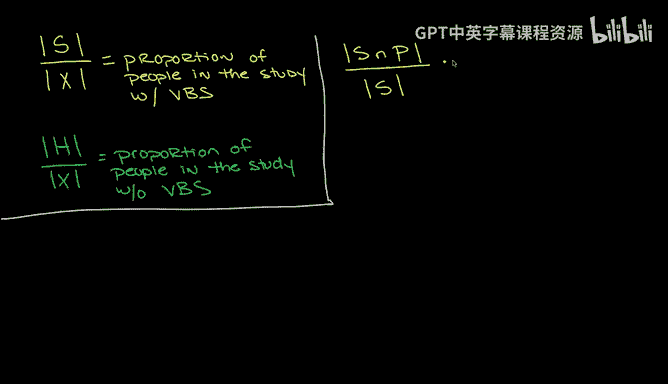 GPT中英字幕课程资源 bilibili
|S|/|X| = proportion of
people in the study
w/ VBS
|H|/|X| = proportion of
people in the study
w/o VBS
|S∩P|/|S| ·